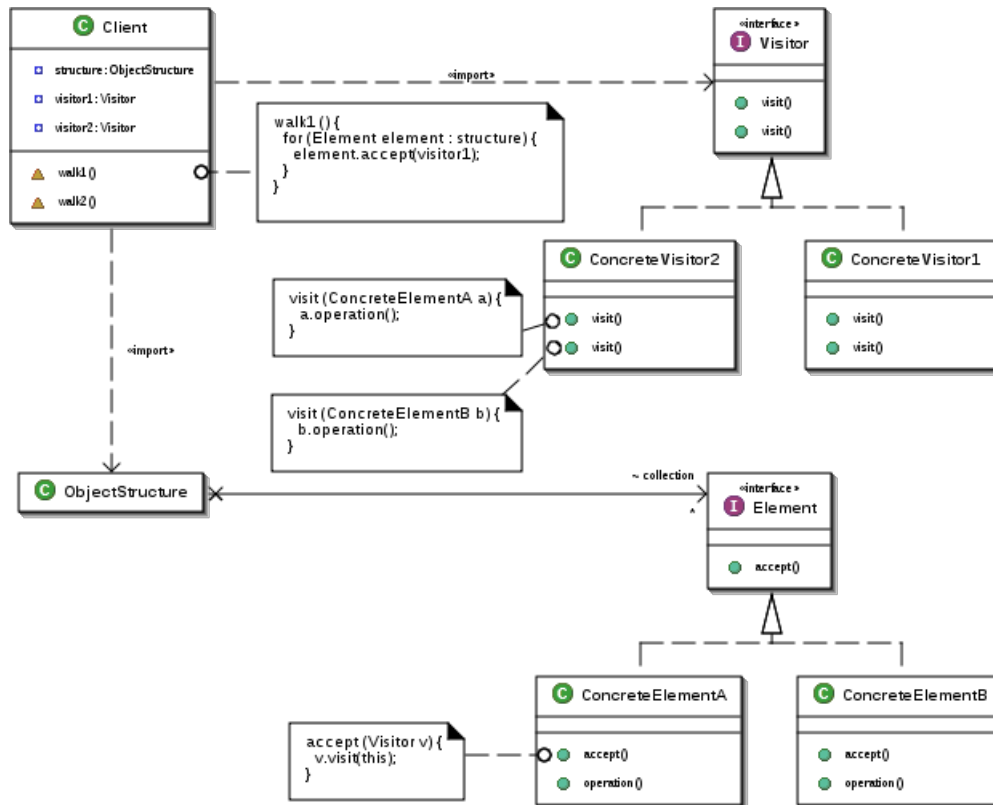 C Client
structure:ObjectStructure
visitor1:Visitor
visitor2:Visitor
walk1()
walk2()
«import»
«interface»
I Visitor
visit()
visit()
walk1() {
for (Element element : structure) {
element.accept(visitor1);
}
}
C ConcreteVisitor2
visit()
visit()
C ConcreteVisitor1
visit()
visit()
visit (ConcreteElementA a) {
a.operation();
}
«import»
visit (ConcreteElementB b) {
b.operation();
}
C ObjectStructure
~ collection
*
«interface»
I Element
accept()
C ConcreteElementA
accept()
operation()
C ConcreteElementB
accept()
operation()
accept (Visitor v) {
v.visit(this);
}